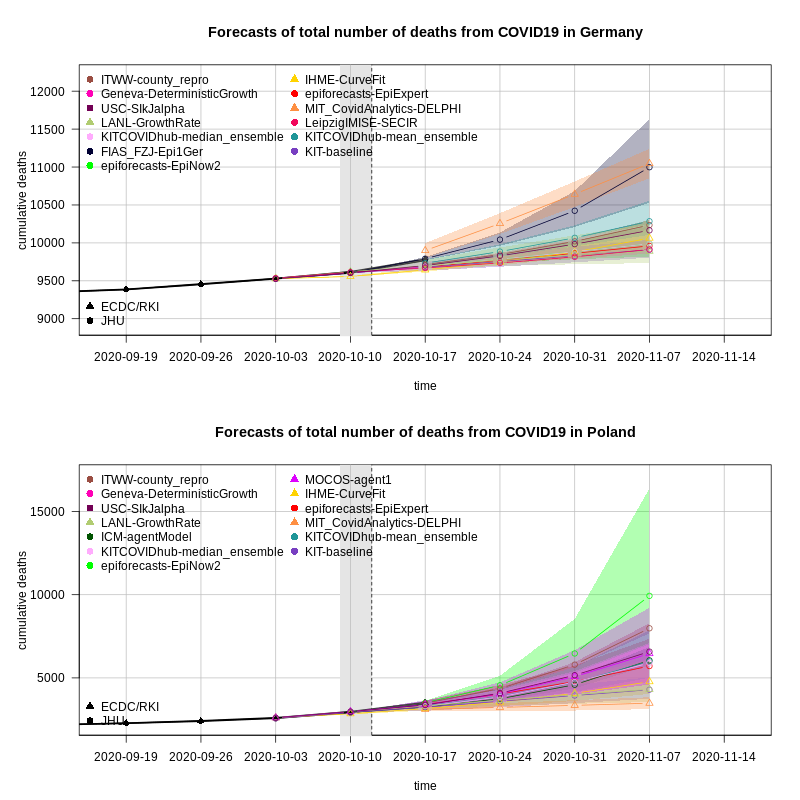 Forecasts of total number of deaths from COVID19 in Germany
cumulative deaths
12000
11500
11000
10500
10000
9500
9000
ITWW-county_repro
Geneva-DeterministicGrowth
USC-SIkJalpha
LANL-GrowthRate
KITCOVIDhub-median_ensemble
FIAS_FZJ-Epi1Ger
epiforecasts-EpiNow2
IHME-CurveFit
epiforecasts-EpiExpert
MIT_CovidAnalytics-DELPHI
LeipzigIMISE-SECIR
KITCOVIDhub-mean_ensemble
KIT-baseline
ECDC/RKI
JHU
2020-09-19 2020-09-26 2020-10-03 2020-10-10 2020-10-17 2020-10-24 2020-10-31 2020-11-07 2020-11-14
time
Forecasts of total number of deaths from COVID19 in Poland
cumulative deaths
15000
10000
5000
ITWW-county_repro
Geneva-DeterministicGrowth
USC-SIkJalpha
LANL-GrowthRate
ICM-agentModel
KITCOVIDhub-median_ensemble
epiforecasts-EpiNow2
MOCOS-agent1
IHME-CurveFit
epiforecasts-EpiExpert
MIT_CovidAnalytics-DELPHI
KITCOVIDhub-mean_ensemble
KIT-baseline
ECDC/RKI
JHU
2020-09-19 2020-09-26 2020-10-03 2020-10-10 2020-10-17 2020-10-24 2020-10-31 2020-11-07 2020-11-14
time